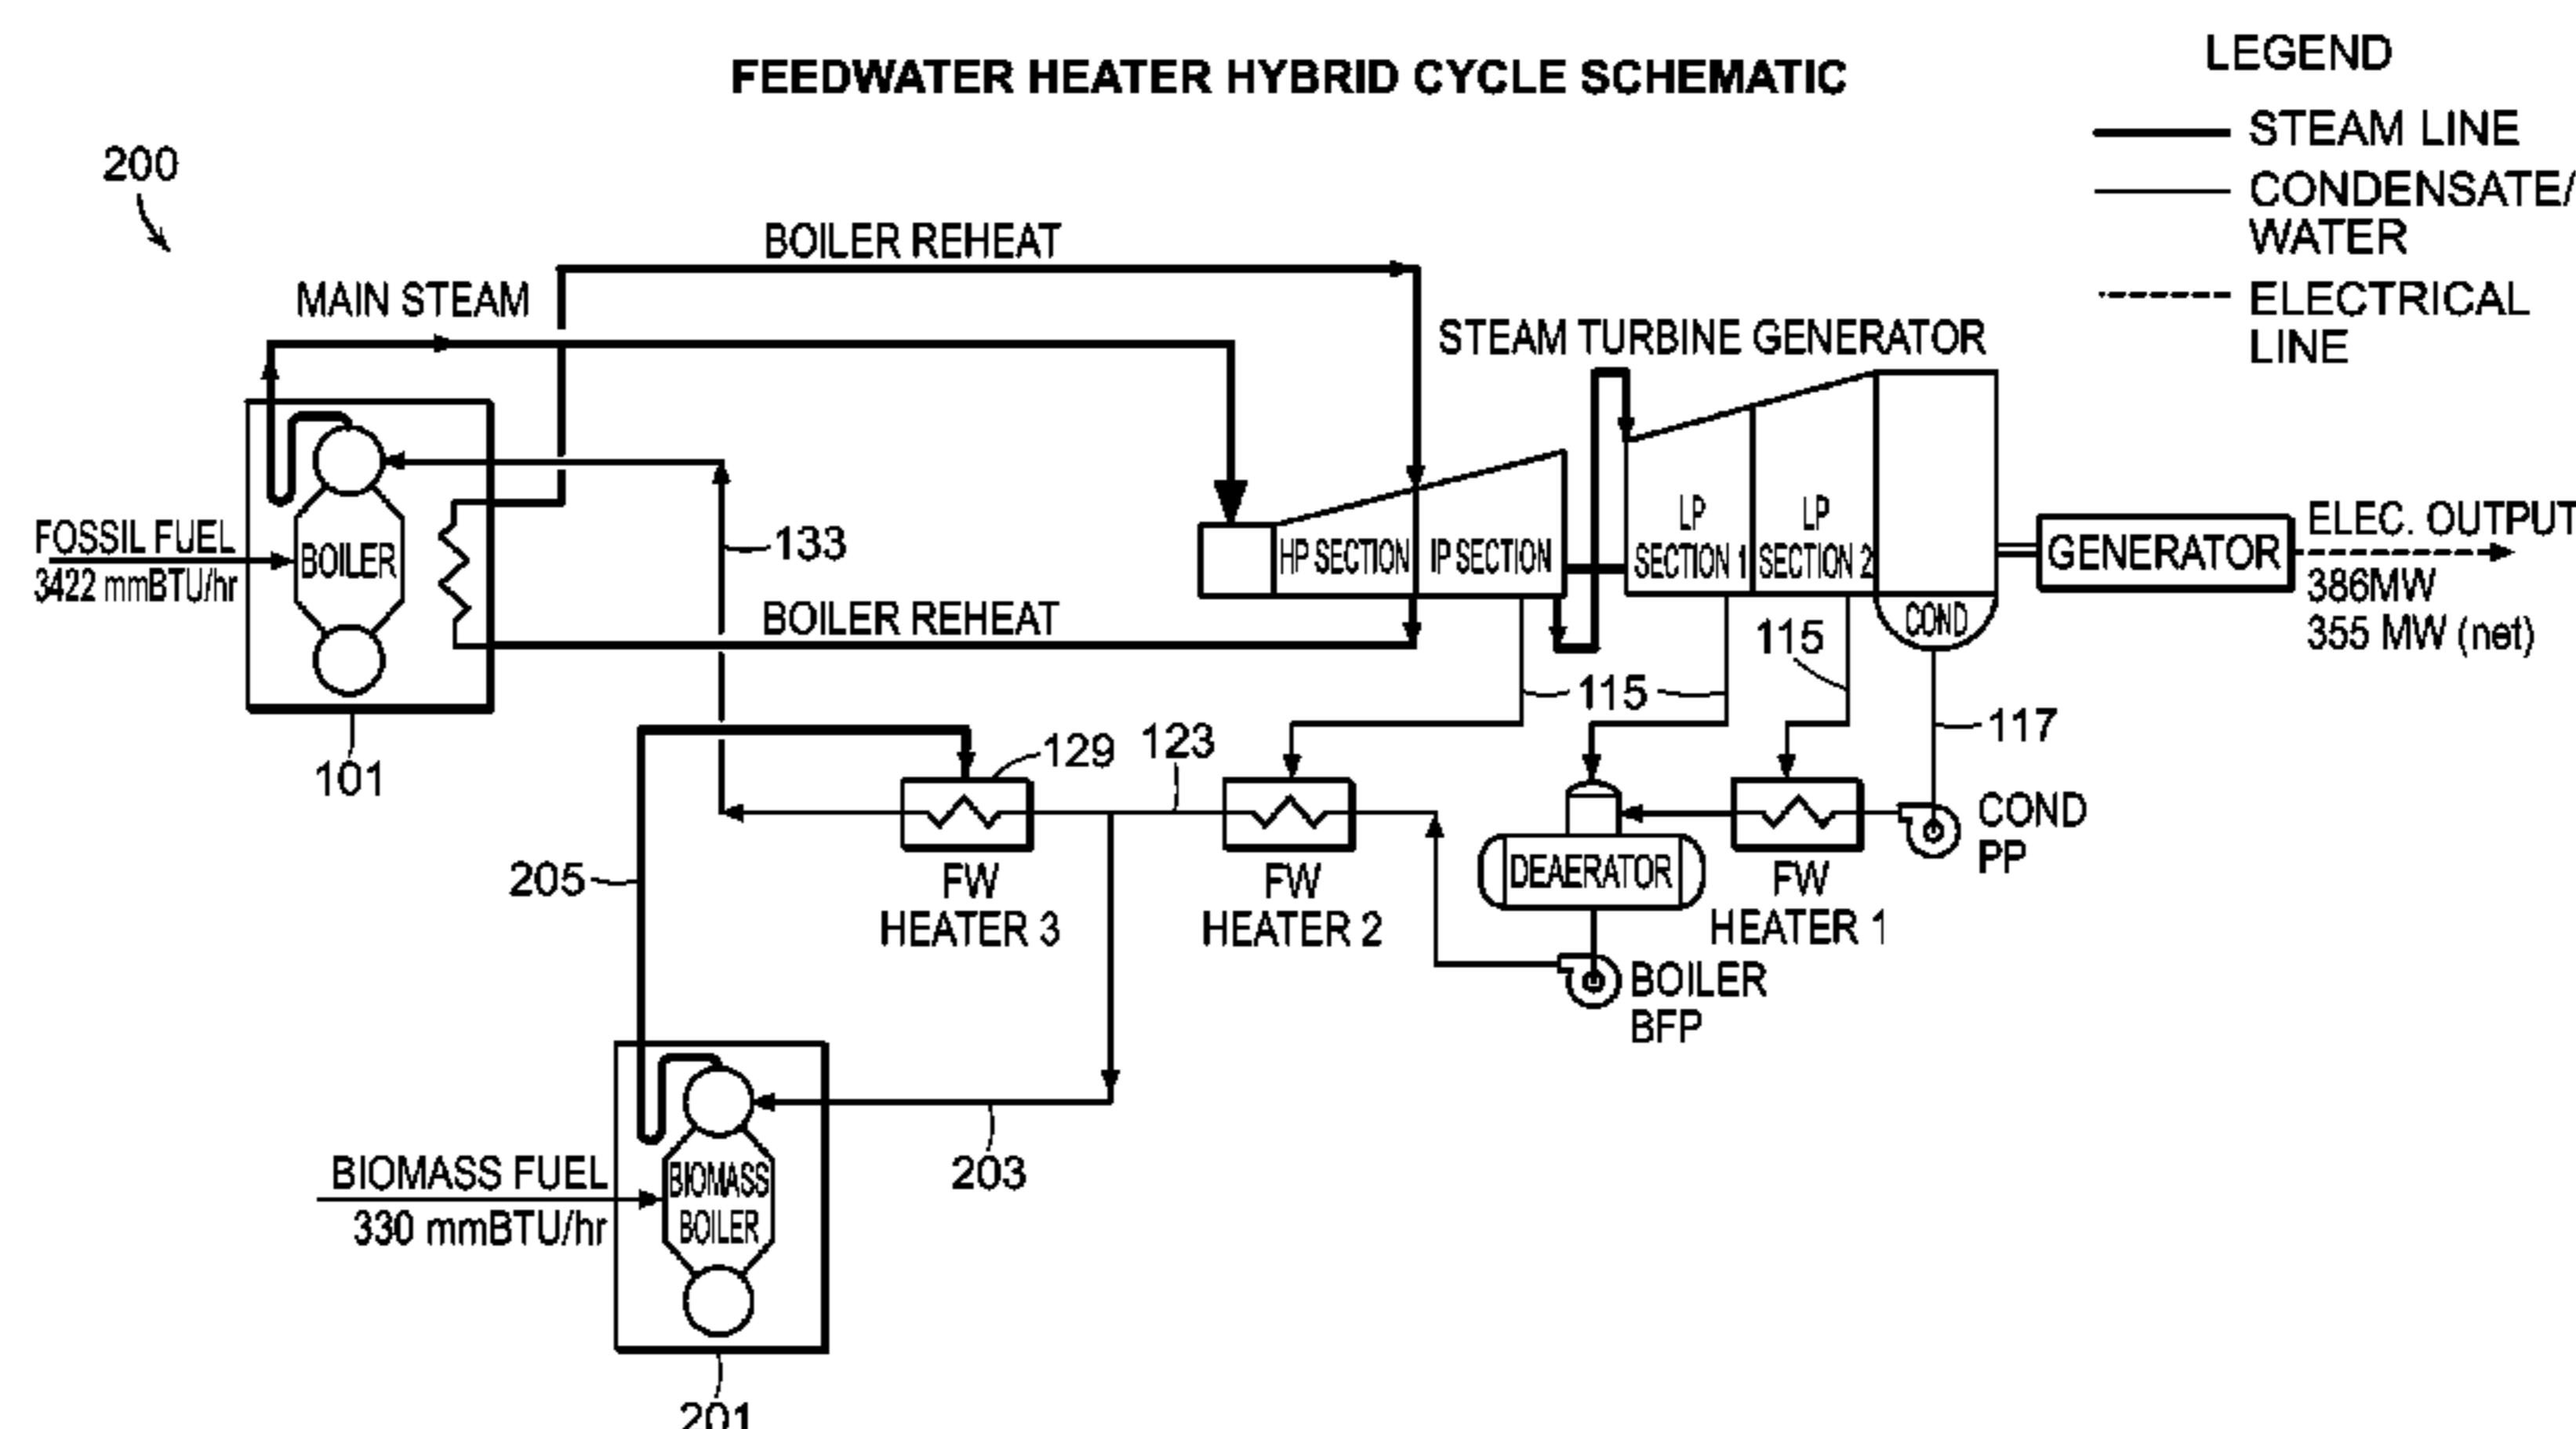 FEEDWATER HEATER HYBRID CYCLE SCHEMATIC
LEGEND
STEAM LINE
CONDENSATE/
WATER
ELECTRICAL
LINE
200
BOILER REHEAT
MAIN STEAM
STEAM TURBINE GENERATOR
FOSSIL FUEL
3422 mmBTU/hr
BOILER
133
HP SECTION
IP SECTION
LP
SECTION 1
LP
SECTION 2
COND
GENERATOR
ELEC. OUTPUT
386MW
355 MW (net)
BOILER REHEAT
101
115
115
117
129
123
205
FW
HEATER 3
FW
HEATER 2
DEAERATOR
FW
HEATER 1
COND
PP
BOILER
BFP
203
BIOMASS FUEL
330 mmBTU/hr
BIOMASS
BOILER
201